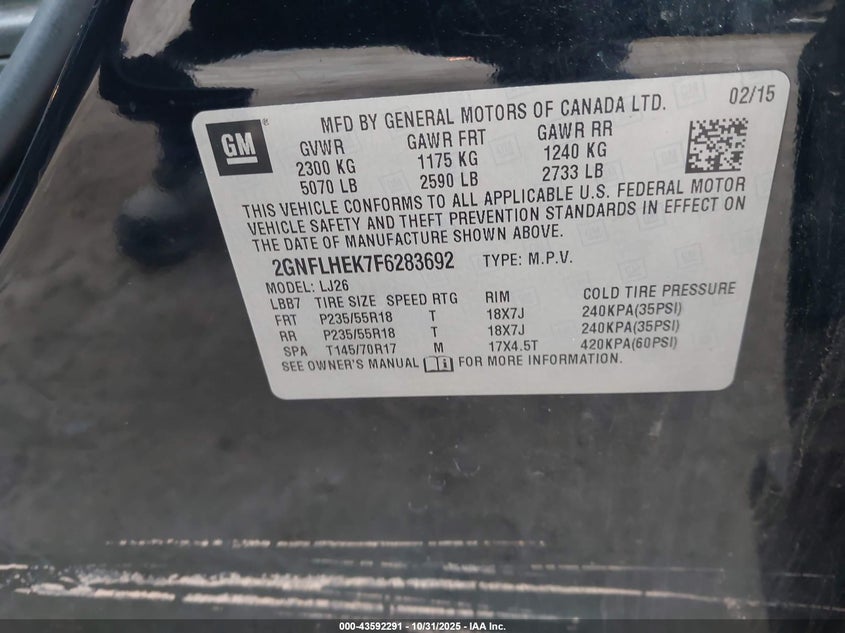 MFD BY GENERAL MOTORS OF CANADA LTD. 02/15
GM
GVWR GAWR FRT GAWR RR
2300 KG 1175 KG 1240 KG
5070 LB 2590 LB 2733 LB
THIS VEHICLE CONFORMS TO ALL APPLICABLE U.S. FEDERAL MOTOR
VEHICLE SAFETY AND THEFT PREVENTION STANDARDS IN EFFECT ON
THE DATE OF MANUFACTURE SHOWN ABOVE.
2GNFLHEK7F6283692 TYPE: M.P.V.
MODEL: LJ26
LBB7 TIRE SIZE SPEED RTG RIM COLD TIRE PRESSURE
FRT P235/55R18 T 18X7J 240KPA(35PSI)
RR P235/55R18 T 18X7J 240KPA(35PSI)
SPA T145/70R17 M 17X4.5T 420KPA(60PSI)
SEE OWNER'S MANUAL FOR MORE INFORMATION.
000-43592291 - 10/31/2025 - IAA Inc.